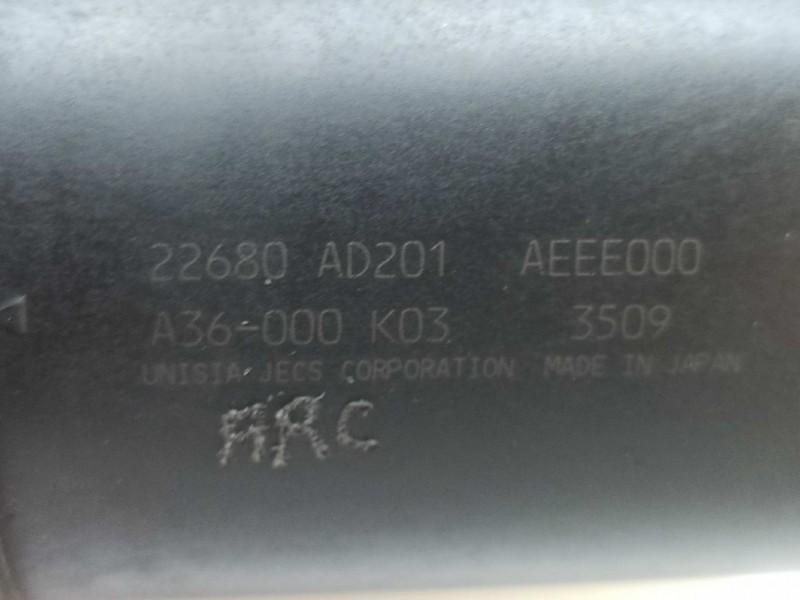 22680 AD201 AEEE000
A36-000 K03 3509
UNISIA JECS CORPORATION MADE IN JAPAN
ARC